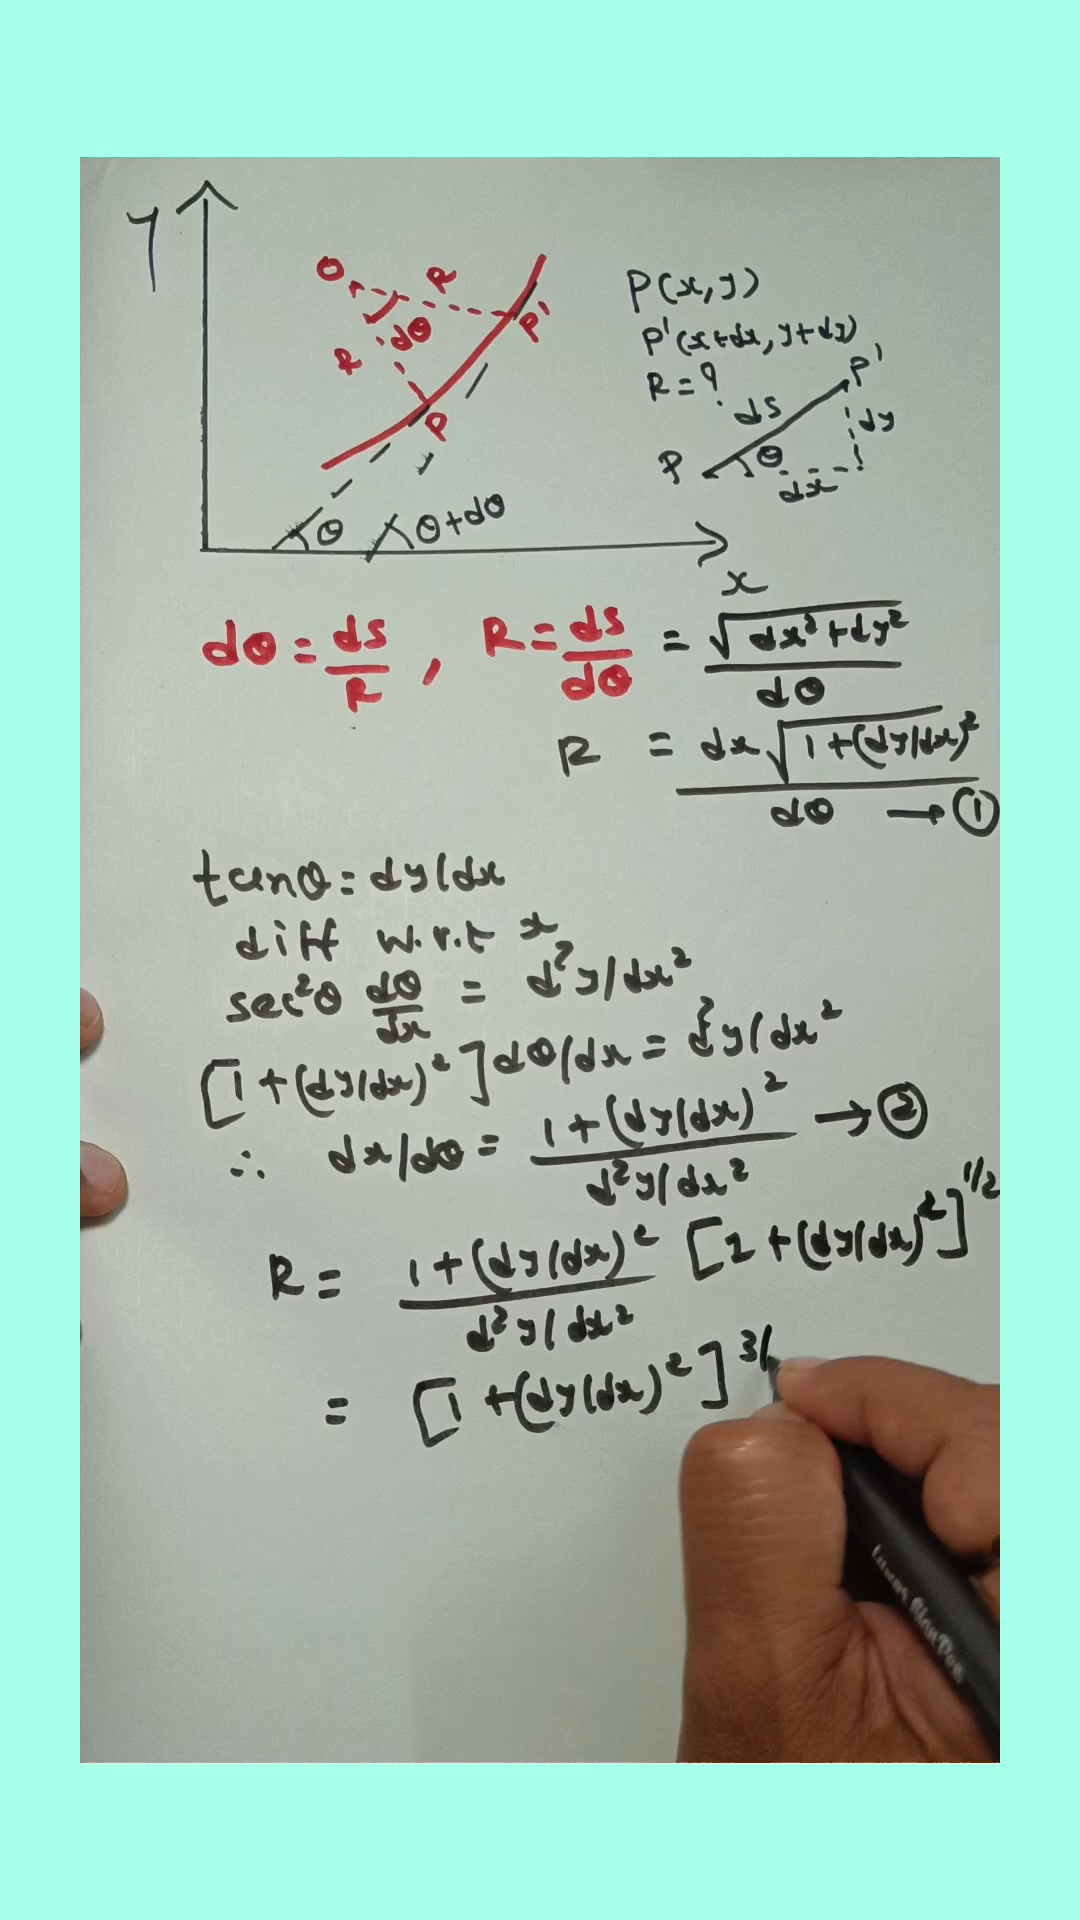 y
O
R
P'
R
dθ
P
θ
θ+dθ
x
P(x,y)
P'(x+dx, y+dy)
R=?
P'
ds
dy
P
θ
dx
dθ = ds/R , R = ds/dθ = √dx²+dy² / dθ
R = dx√1+(dy/dx)² / dθ → ①
tanθ = dy/dx
diff w.r.t x
sec²θ dθ/dx = d²y/dx²
[1+(dy/dx)²]dθ/dx = d²y/dx²
∴ dx/dθ = 1+(dy/dx)² / d²y/dx² → ②
R = 1+(dy/dx)² / d²y/dx² [1+(dy/dx)²]^1/2
= [1+(dy/dx)²]^3/